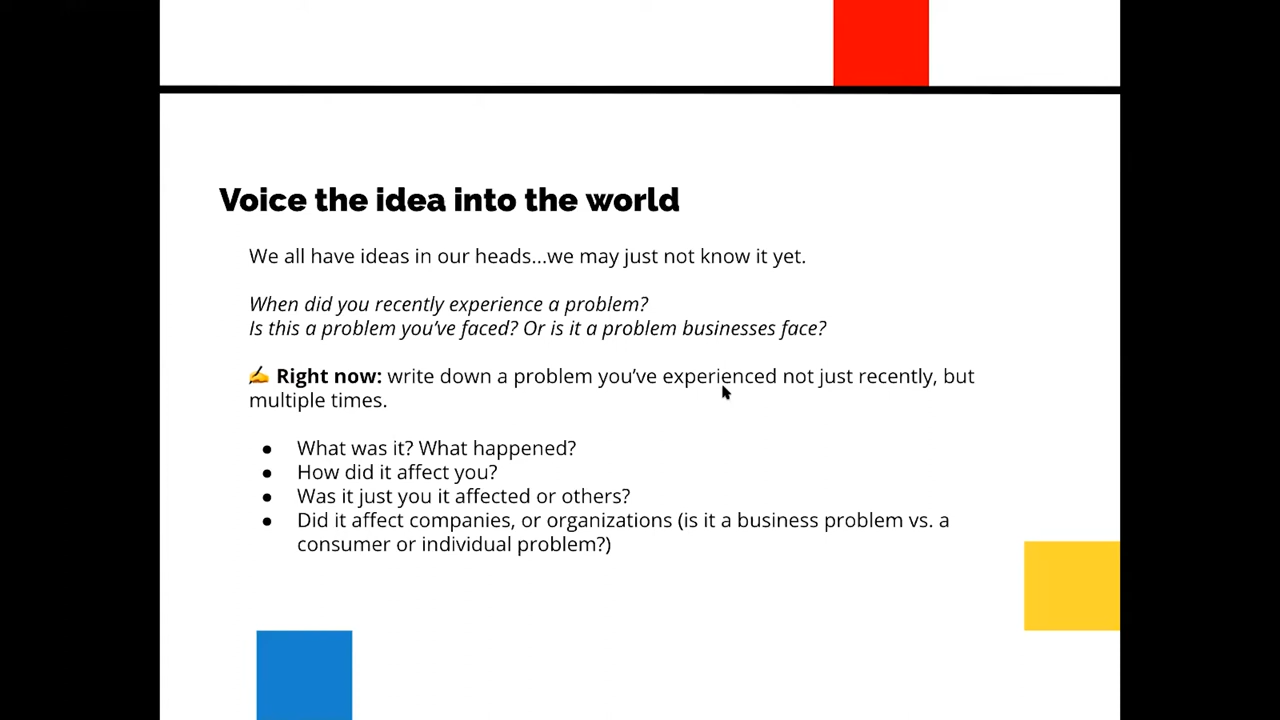 Voice the idea into the world
We all have ideas in our heads...we may just not know it yet.
When did you recently experience a problem?
Is this a problem you've faced? Or is it a problem businesses face?
✍️ Right now: write down a problem you've experienced not just recently, but
multiple times.
● What was it? What happened?
● How did it affect you?
● Was it just you it affected or others?
● Did it affect companies, or organizations (is it a business problem vs. a
consumer or individual problem?)